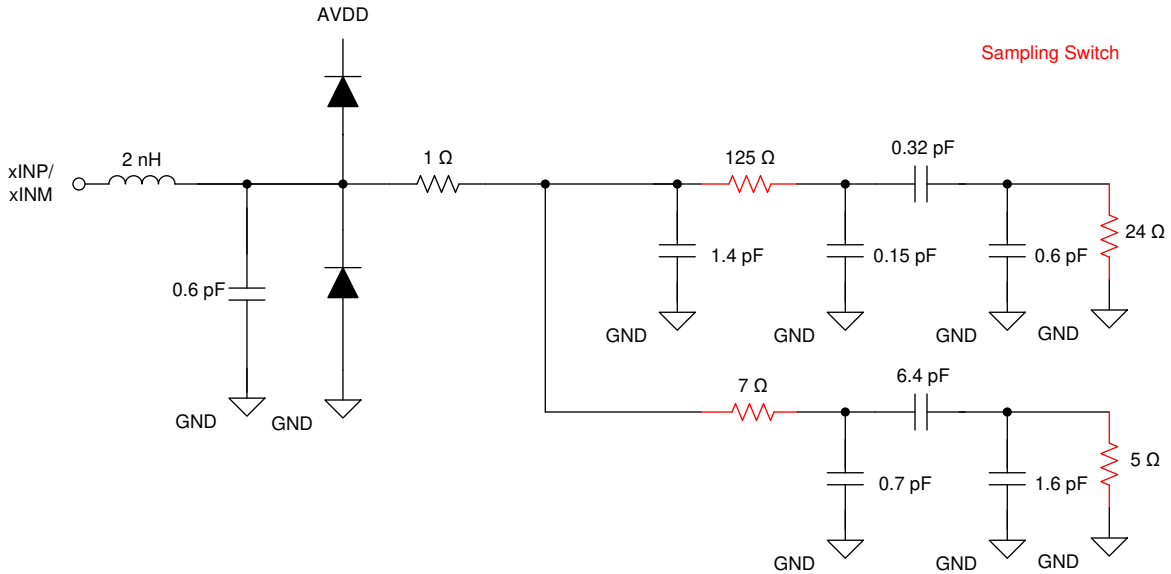 AVDD
Sampling Switch
xINP/
xINM
2 nH
1 Ω
125 Ω
0.32 pF
24 Ω
0.6 pF
1.4 pF
0.15 pF
0.6 pF
GND
GND
GND
GND
7 Ω
6.4 pF
GND
GND
5 Ω
0.7 pF
1.6 pF
GND
GND
GND